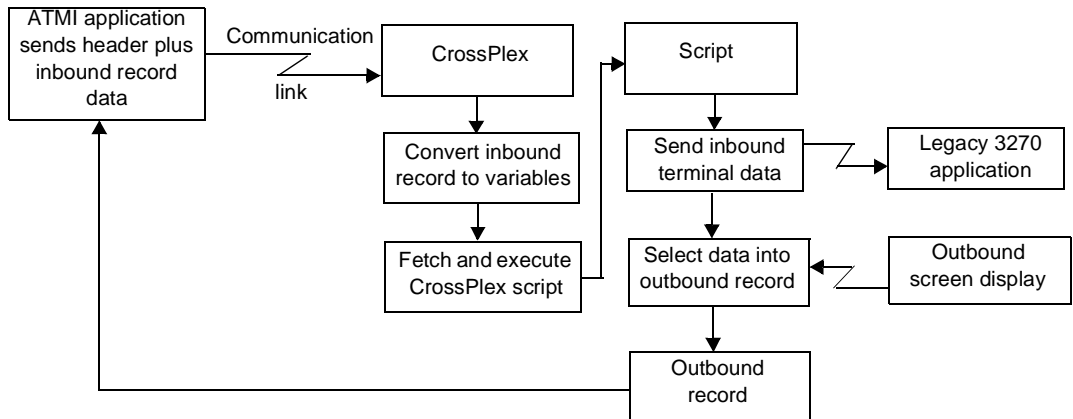 ATMI application
sends header plus
inbound record
data
Communication
link
CrossPlex
Convert inbound
record to variables
Fetch and execute
CrossPlex script
Script
Send inbound
terminal data
Legacy 3270
application
Select data into
outbound record
Outbound
screen display
Outbound
record